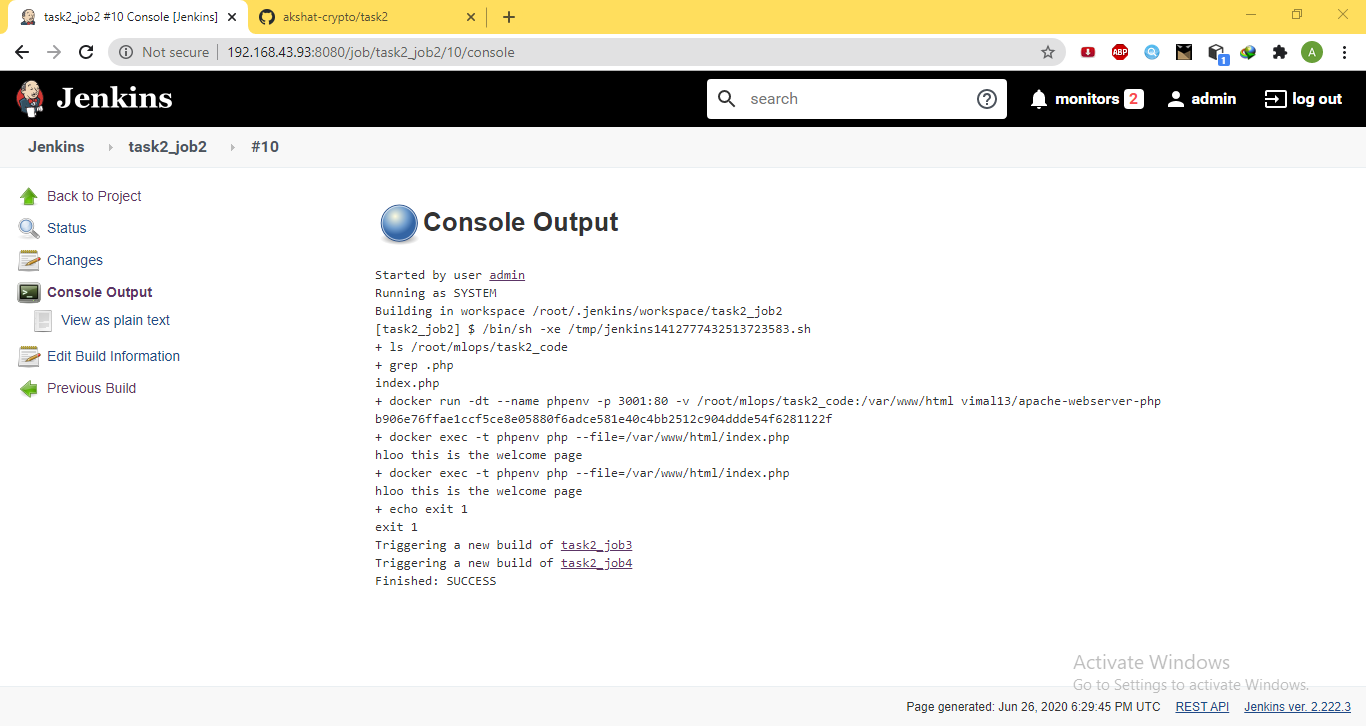 task2_job2 #10 Console [Jenkins]
akshat-crypto/task2
Not secure 192.168.43.93:8080/job/task2_job2/10/console
ABP
1
A
Jenkins
search
monitors 2
admin
log out
Jenkins task2_job2 #10
Back to Project
Status
Changes
Console Output
View as plain text
Edit Build Information
Previous Build
Console Output
Started by user admin
Running as SYSTEM
Building in workspace /root/.jenkins/workspace/task2_job2
[task2_job2] $ /bin/sh -xe /tmp/jenkins1412777432513723583.sh
+ ls /root/mlops/task2_code
+ grep .php
index.php
+ docker run -dt --name phpenv -p 3001:80 -v /root/mlops/task2_code:/var/www/html vimal13/apache-webserver-php
b906e76ffae1ccf5ce8e05880f6adce581e40c4bb2512c904ddde54f6281122f
+ docker exec -t phpenv php --file=/var/www/html/index.php
hloo this is the welcome page
+ docker exec -t phpenv php --file=/var/www/html/index.php
hloo this is the welcome page
+ echo exit 1
exit 1
Triggering a new build of task2_job3
Triggering a new build of task2_job4
Finished: SUCCESS
Activate Windows
Go to Settings to activate Windows.
Page generated: Jun 26, 2020 6:29:45 PM UTC REST API Jenkins ver. 2.222.3